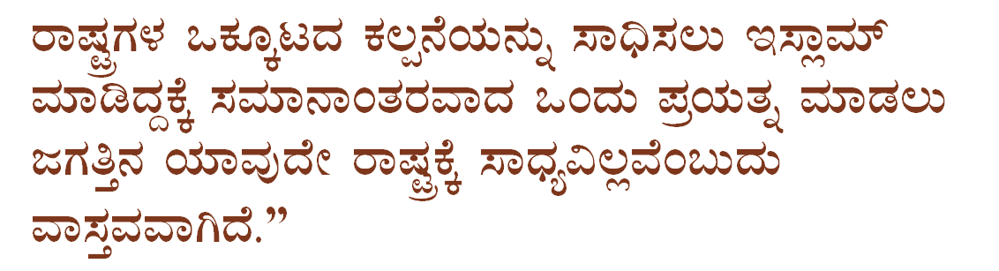 ರಾಷ್ಟ್ರಗಳ ಒಕ್ಕೂಟದ ಕಲ್ಪನೆಯನ್ನು ಸಾಧಿಸಲು ಇಸ್ಲಾಮ್
ಮಾಡಿದ್ದಕ್ಕೆ ಸಮಾನಾಂತರವಾದ ಒಂದು ಪ್ರಯತ್ನ ಮಾಡಲು
ಜಗತ್ತಿನ ಯಾವುದೇ ರಾಷ್ಟ್ರಕ್ಕೆ ಸಾಧ್ಯವಿಲ್ಲವೆಂಬುದು
ವಾಸ್ತವವಾಗಿದೆ.”